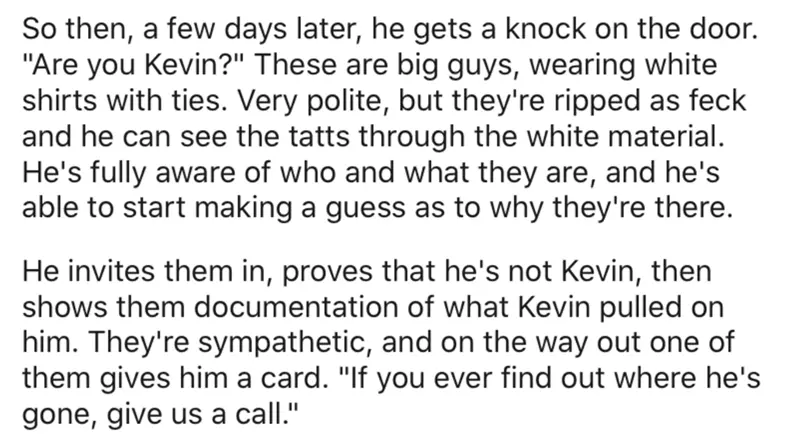 So then, a few days later, he gets a knock on the door.
"Are you Kevin?" These are big guys, wearing white
shirts with ties. Very polite, but they're ripped as feck
and he can see the tatts through the white material.
He's fully aware of who and what they are, and he's
able to start making a guess as to why they're there.
He invites them in, proves that he's not Kevin, then
shows them documentation of what Kevin pulled on
him. They're sympathetic, and on the way out one of
them gives him a card. "If you ever find out where he's
gone, give us a call."